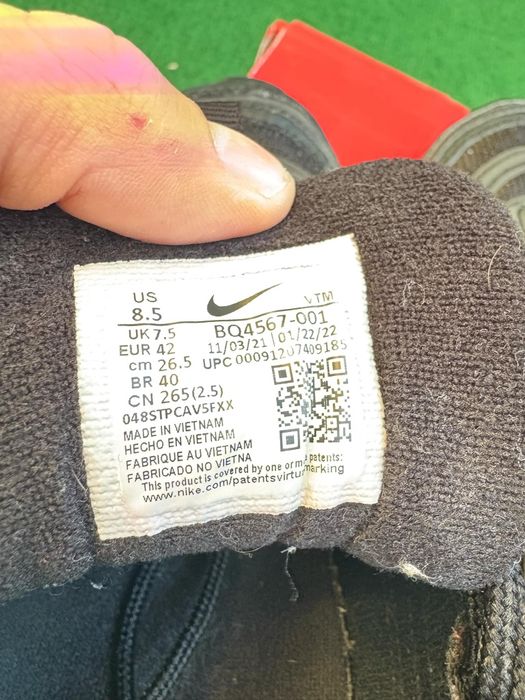 US
8.5
VTM
UK 7.5
BQ4567-001
EUR 42
11/03/21 01/22/22
cm 26.5
UPC 00091207409185
BR 40
CN 265(2.5)
048STPCAV5FXX
MADE IN VIETNAM
HECHO EN VIETNAM
FABRIQUE AU VIETNAM
FABRICADO NO VIETNA
This product is covered by one or patents:
www.nike.com/patentsvirtu marking